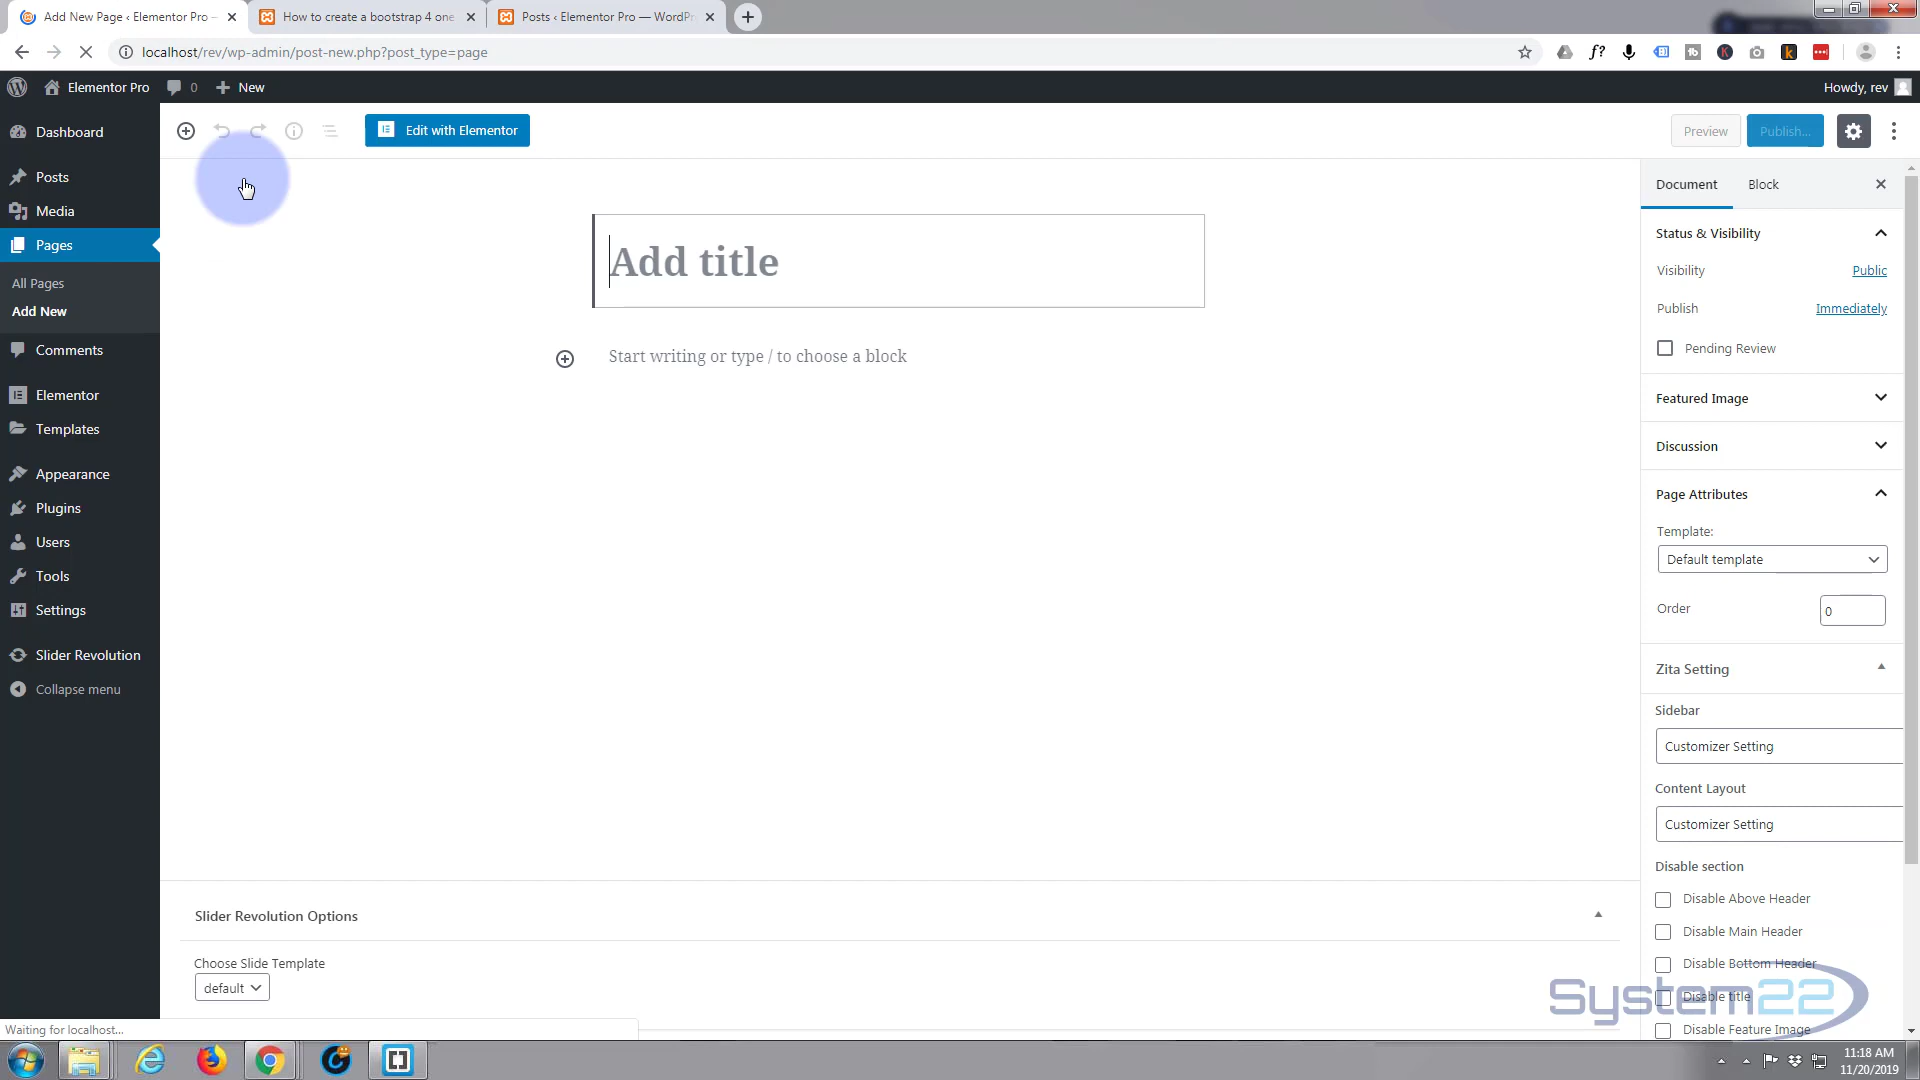 Add New Page ‹ Elementor Pro –
How to create a bootstrap 4 one
Posts ‹ Elementor Pro — WordPr
localhost/rev/wp-admin/post-new.php?post_type=page
Elementor Pro
0
New
Howdy, rev
Dashboard
Edit with Elementor
Preview
Publish...
Posts
Media
Pages
All Pages
Add New
Comments
Elementor
Templates
Appearance
Plugins
Users
Tools
Settings
Slider Revolution
Collapse menu
Add title
Start writing or type / to choose a block
Document
Block
Status & Visibility
Visibility
Public
Publish
Immediately
Pending Review
Featured Image
Discussion
Page Attributes
Template:
Default template
Order
0
Zita Setting
Sidebar
Customizer Setting
Content Layout
Customizer Setting
Disable section
Disable Above Header
Disable Main Header
Disable Bottom Header
Disable title
Disable Feature Image
Slider Revolution Options
Choose Slide Template
default
System22
Waiting for localhost...
11:18 AM
11/20/2019